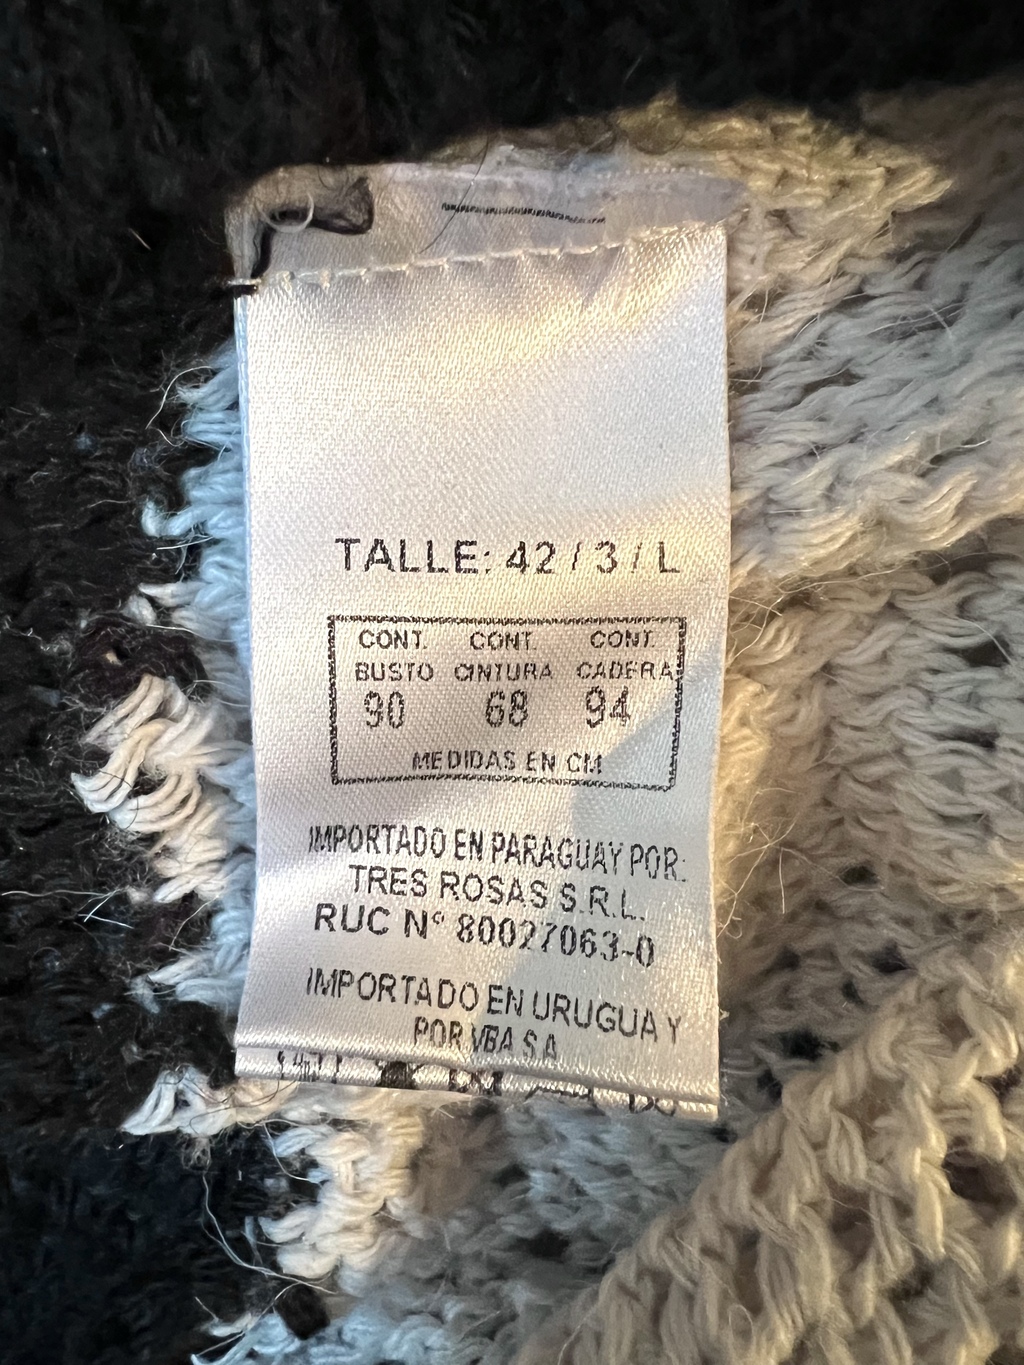 TALLE: 42 / 3 / L
CONT. CONT. CONT.
BUSTO CINTURA CADERA
90 68 94
MEDIDAS EN CM
IMPORTADO EN PARAGUAY POR:
TRES ROSAS S.R.L.
RUC N° 80027063-0
IMPORTADO EN URUGUAY
POR VBA S A